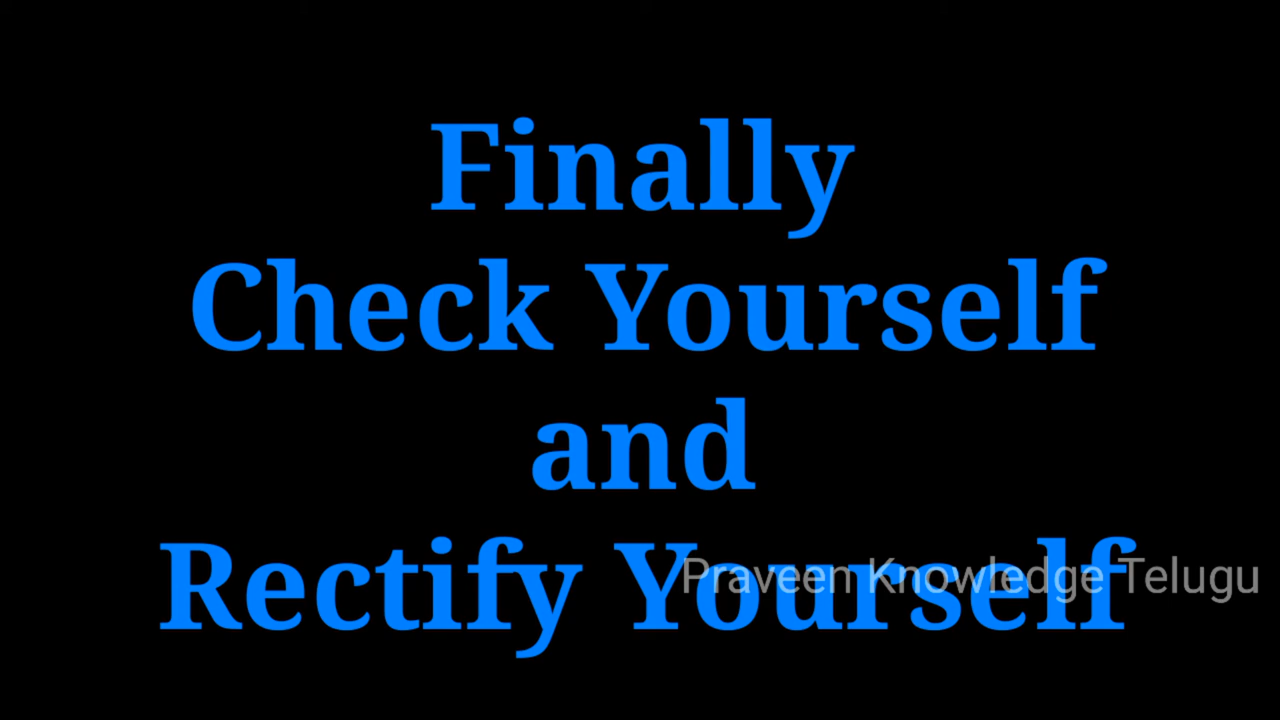 Finally
Check Yourself
and
Rectify Yourself
Praveen Knowledge Telugu